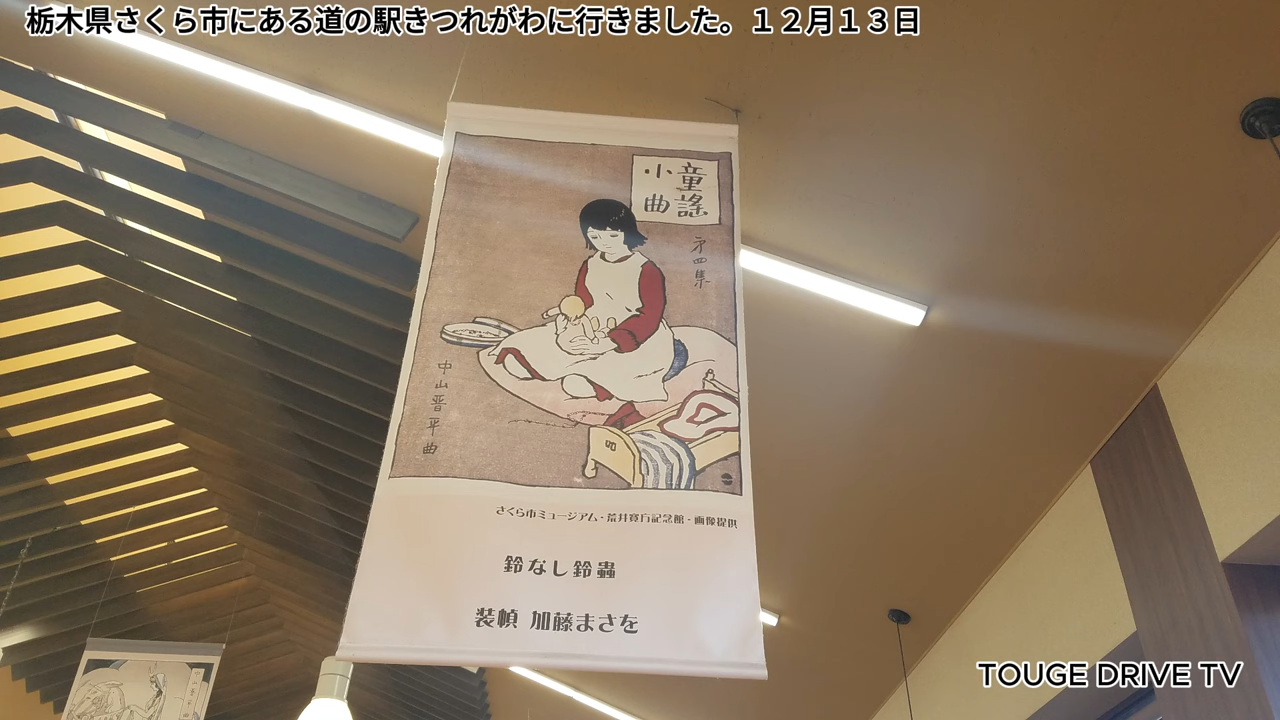 栃木県さくら市にある道の駅きつれがわに行きました。１２月１３日
童謠
小曲
第四集
中山晋平曲
さくら市ミュージアム・荒井寛方記念館・画像提供
鈴なし鈴蟲
装幀 加藤まさを
TOUGE DRIVE TV